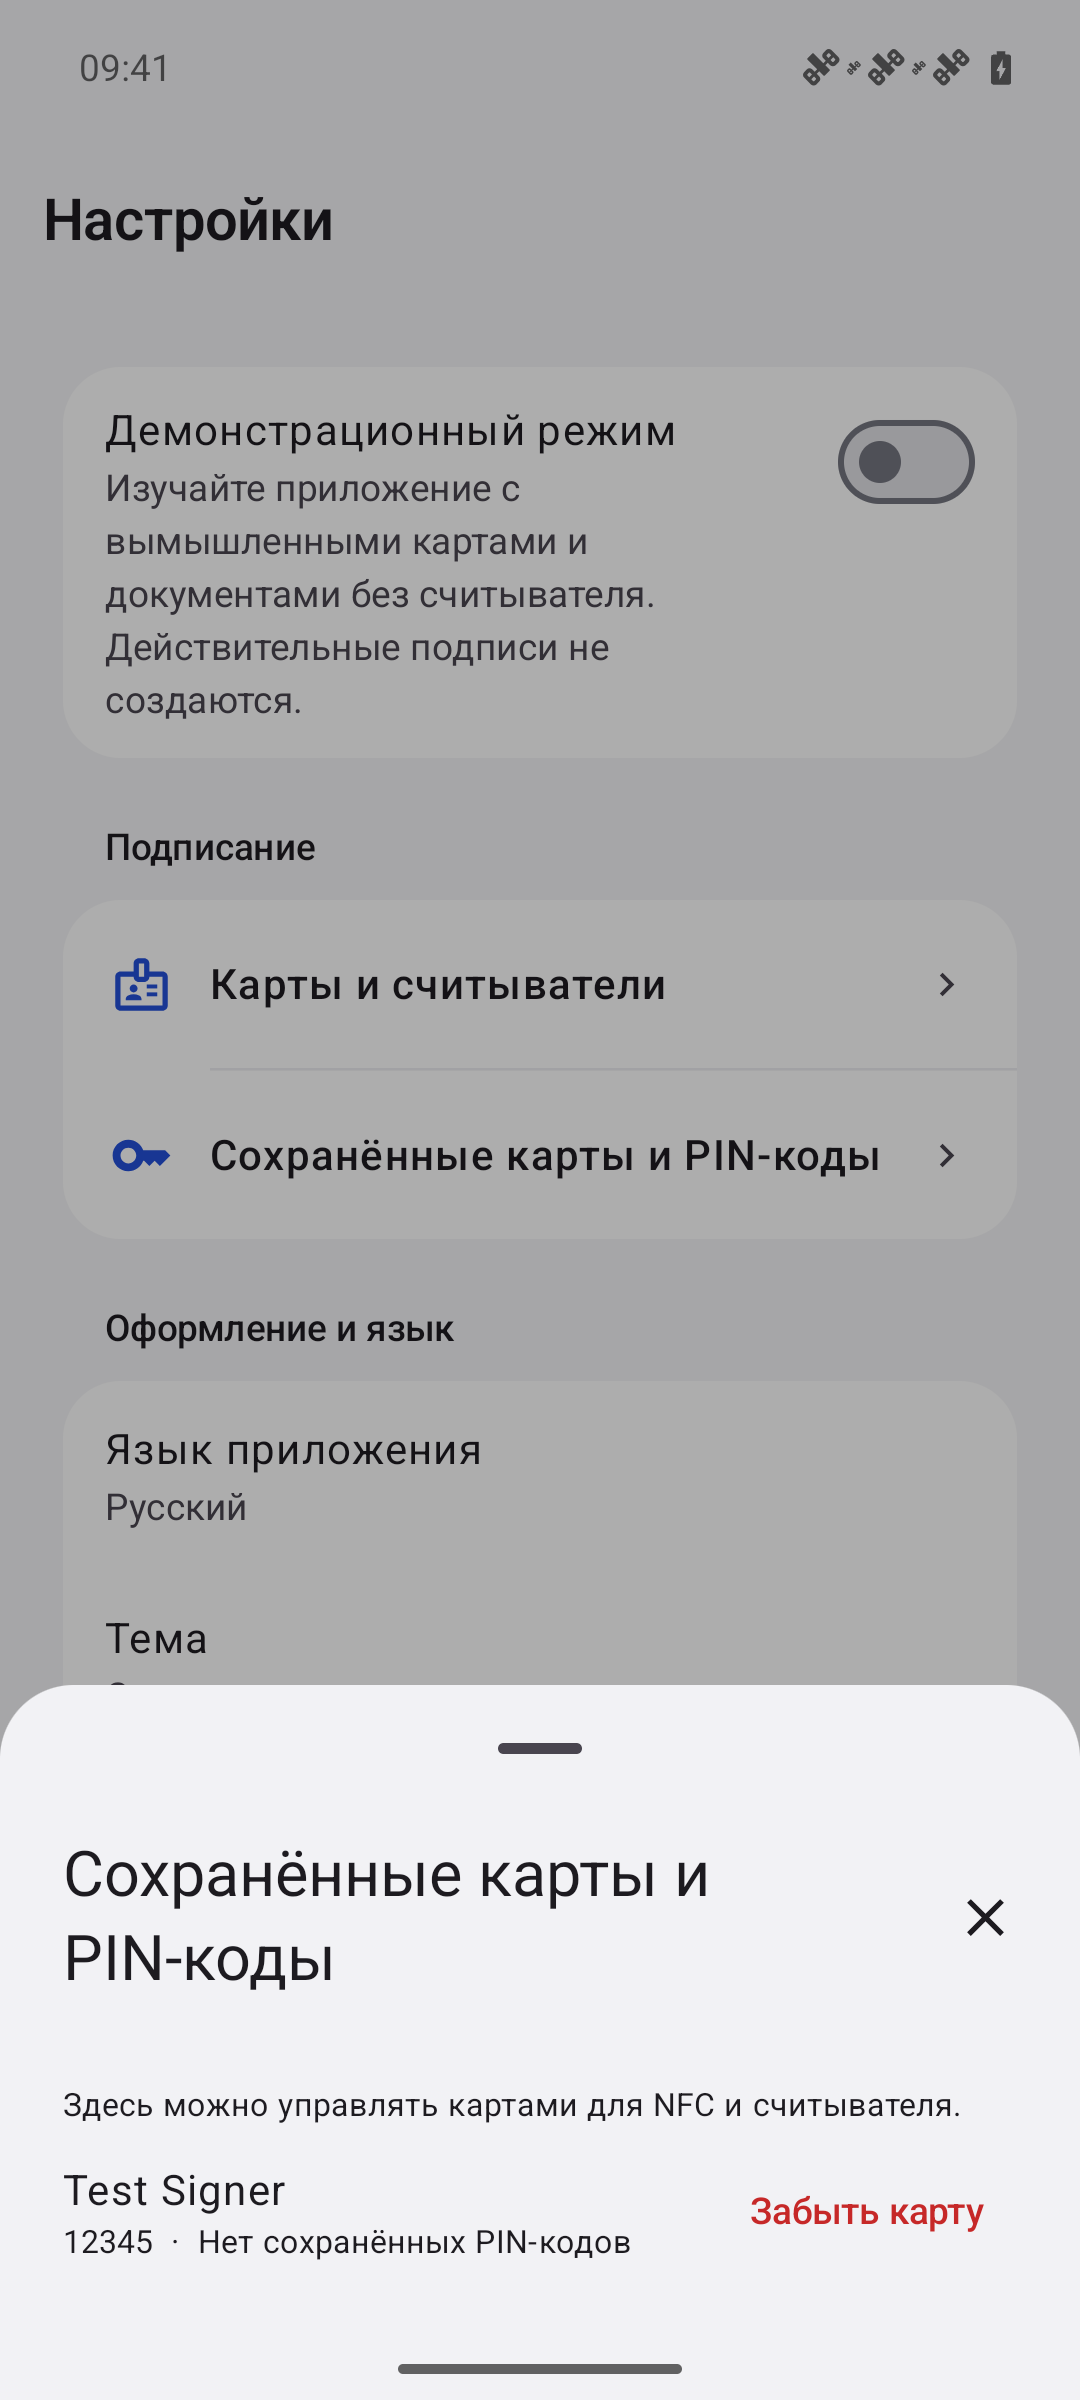 09:41
Настройки
Демонстрационный режим
Изучайте приложение с
вымышленными картами и
документами без считывателя.
Действительные подписи не
создаются.
Подписание
Карты и считыватели
Сохранённые карты и PIN-коды
Оформление и язык
Язык приложения
Русский
Тема
Сохранённые карты и
PIN-коды
Здесь можно управлять картами для NFC и считывателя.
Test Signer
12345 · Нет сохранённых PIN-кодов
Забыть карту